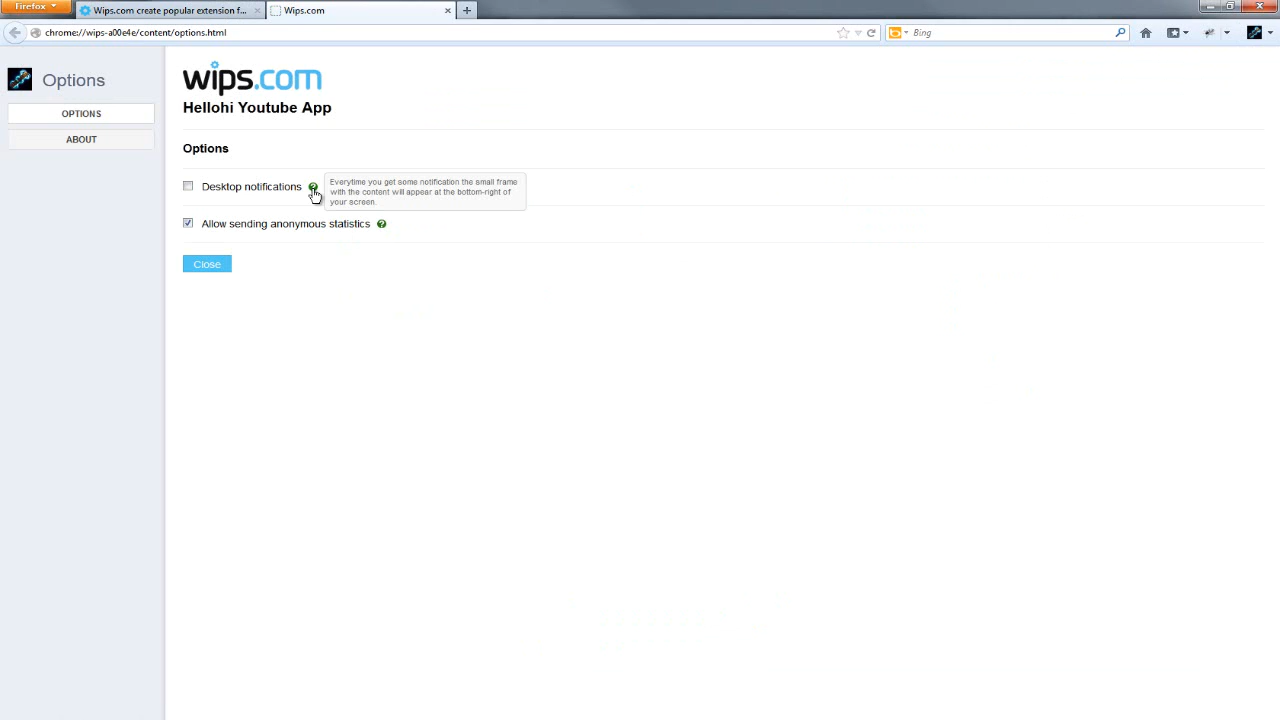 Firefox
Wips.com create popular extension f...
Wips.com
chrome://wips-a00e4e/content/options.html
Bing
Options
OPTIONS
ABOUT
wips.com
Hellohi Youtube App
Options
Desktop notifications
Everytime you get some notification the small frame
with the content will appear at the bottom-right of
your screen.
Allow sending anonymous statistics
Close